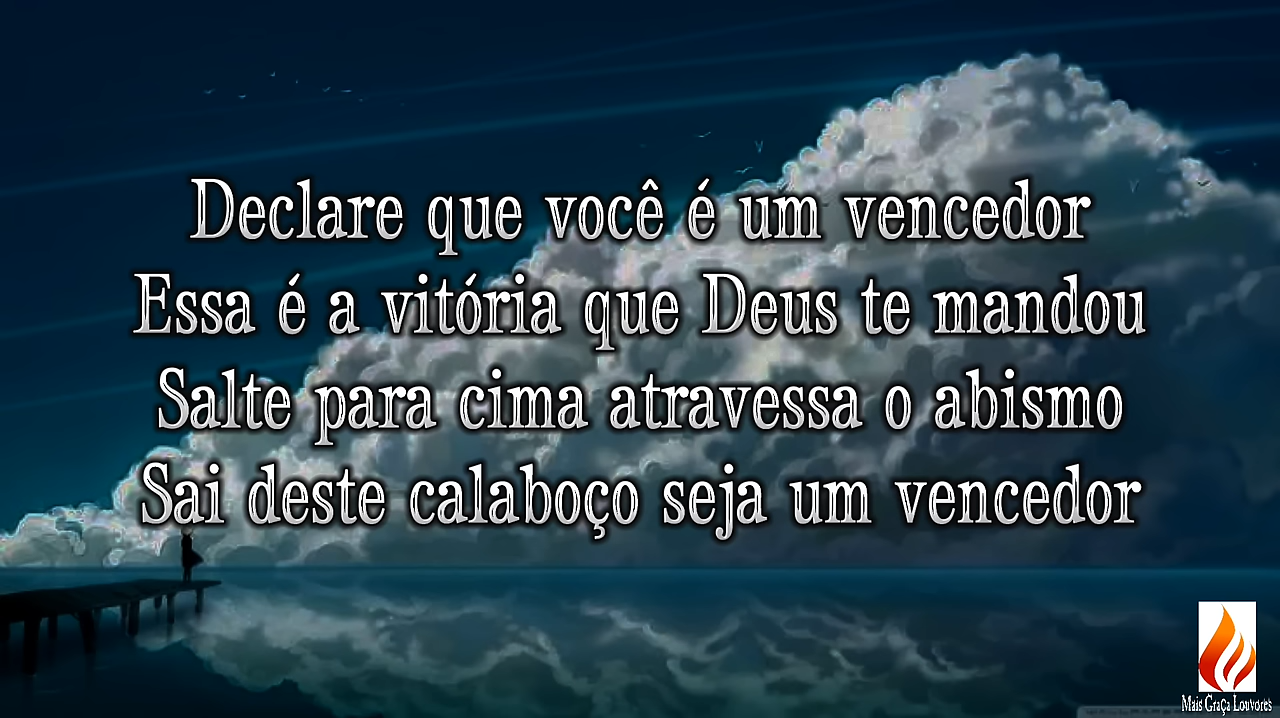 Declare que você é um vencedor
Essa é a vitória que Deus te mandou
Salte para cima atravessa o abismo
Sai deste calaboço seja um vencedor
Mais Graça Louvores